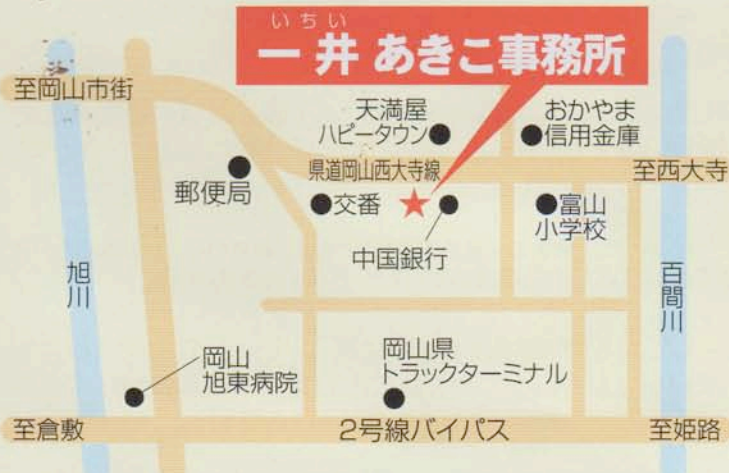 いちい
一井 あきこ事務所
至岡山市街
天満屋
ハピータウン
おかやま
信用金庫
県道岡山西大寺線
至西大寺
郵便局
交番
中国銀行
富山
小学校
旭川
百間川
岡山
旭東病院
岡山県
トラックターミナル
至倉敷
2号線バイパス
至姫路